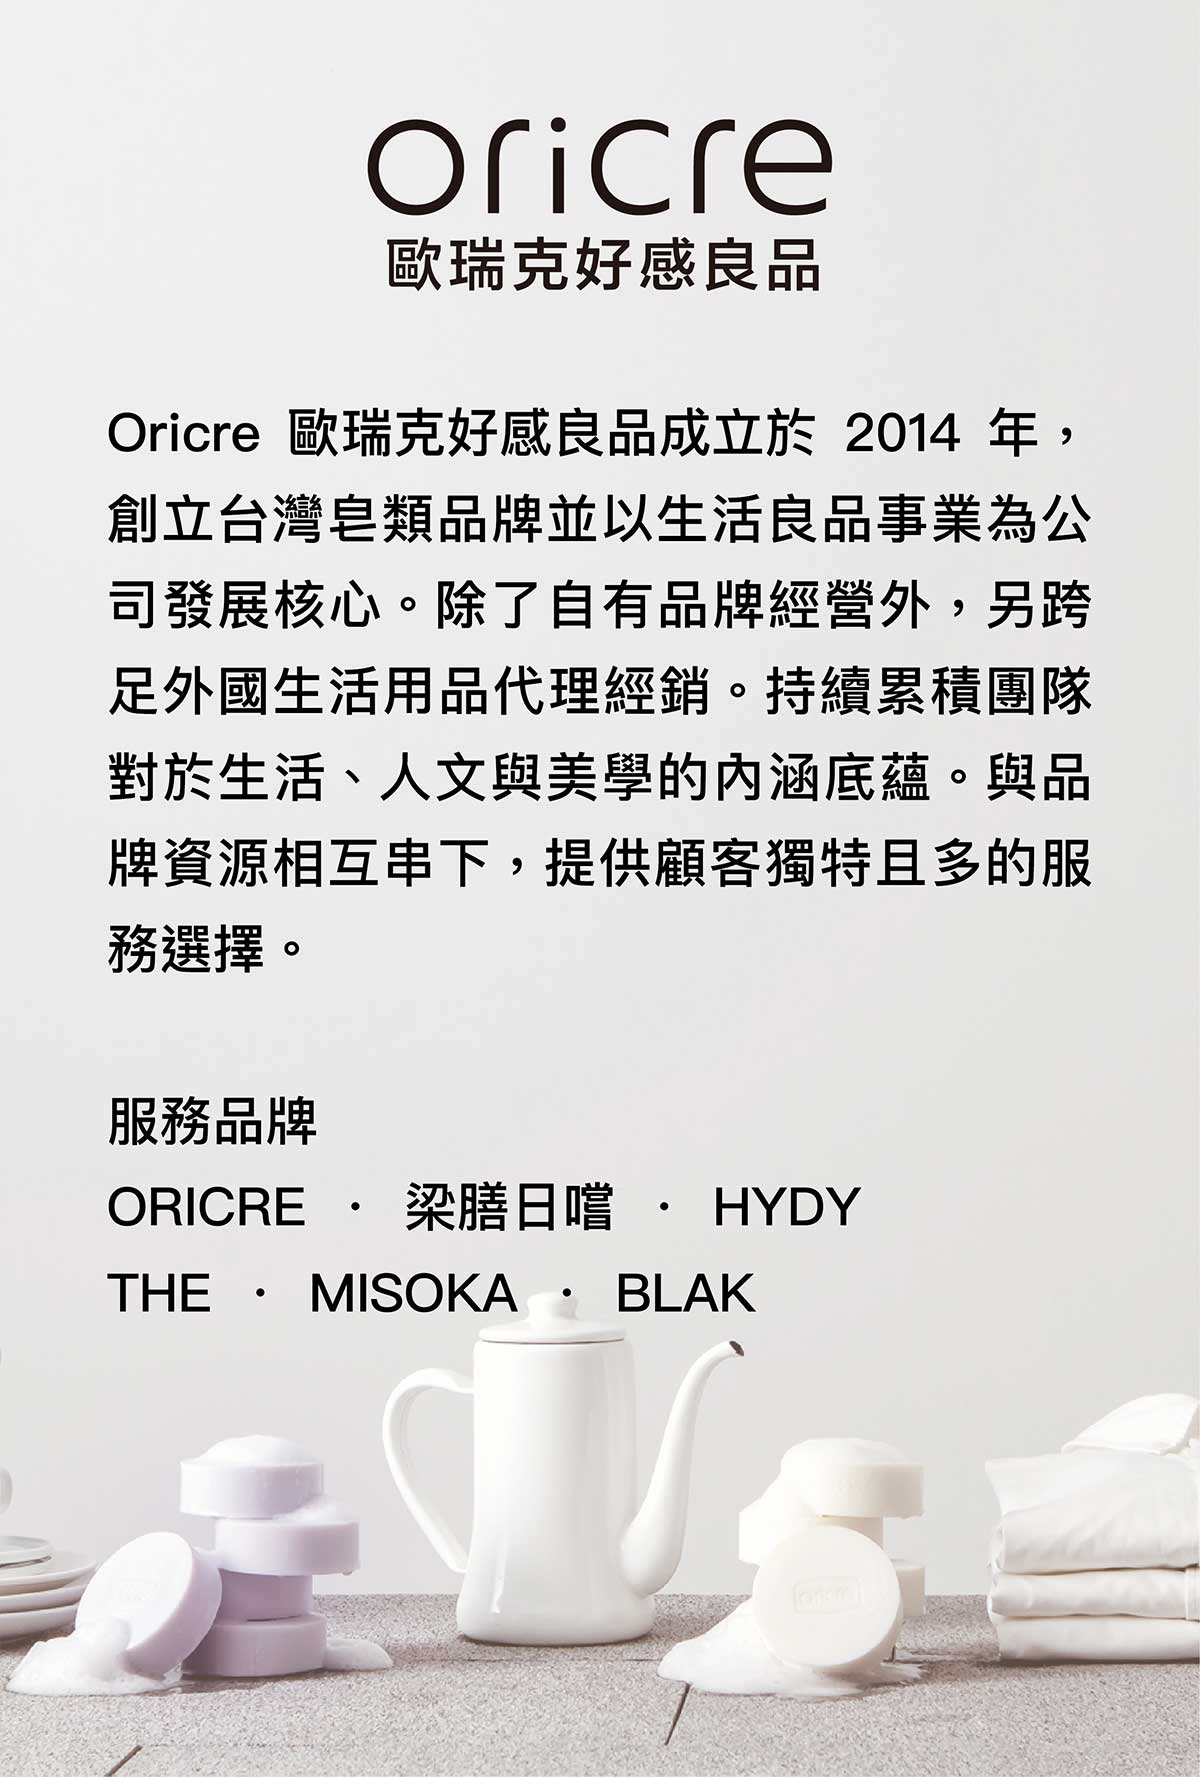 oricre
歐瑞克好感良品
Oricre 歐瑞克好感良品成立於 2014 年，
創立台灣皂類品牌並以生活良品事業為公
司發展核心。除了自有品牌經營外，另跨
足外國生活用品代理經銷。持續累積團隊
對於生活、人文與美學的內涵底蘊。與品
牌資源相互串下，提供顧客獨特且多的服
務選擇。
服務品牌
ORICRE · 梁膳日嚐 · HYDY
THE · MISOKA · BLAK
oricre